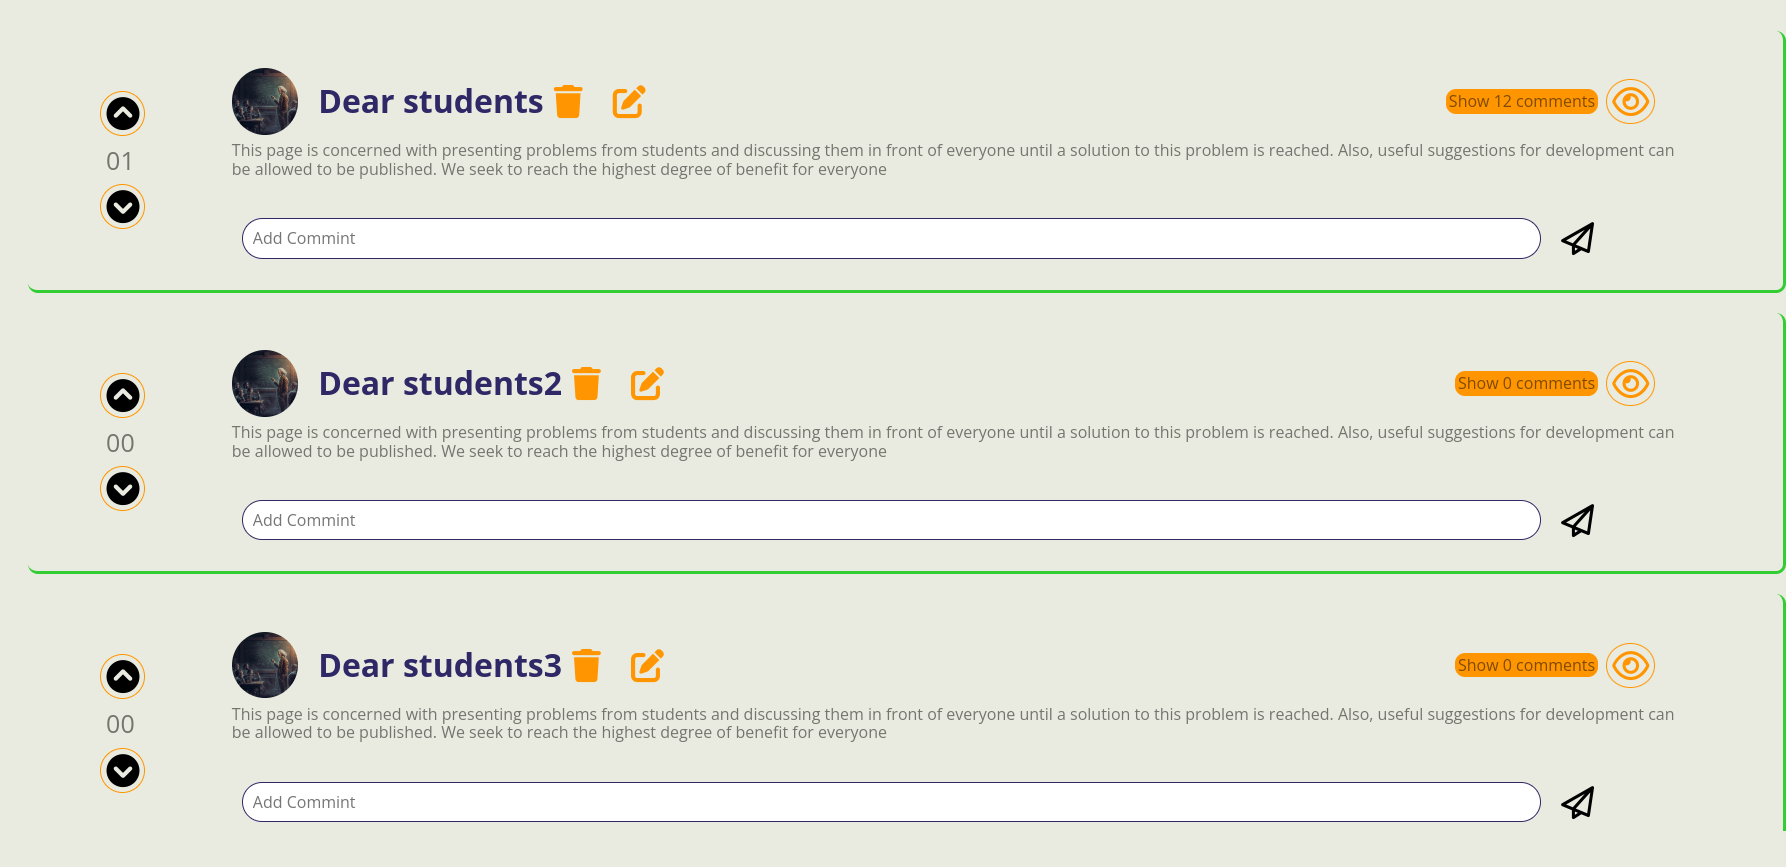 Dear students
Show 12 comments
01
This page is concerned with presenting problems from students and discussing them in front of everyone until a solution to this problem is reached. Also, useful suggestions for development can
be allowed to be published. We seek to reach the highest degree of benefit for everyone
Add Commint
Dear students2
Show 0 comments
00
This page is concerned with presenting problems from students and discussing them in front of everyone until a solution to this problem is reached. Also, useful suggestions for development can
be allowed to be published. We seek to reach the highest degree of benefit for everyone
Add Commint
Dear students3
Show 0 comments
00
This page is concerned with presenting problems from students and discussing them in front of everyone until a solution to this problem is reached. Also, useful suggestions for development can
be allowed to be published. We seek to reach the highest degree of benefit for everyone
Add Commint